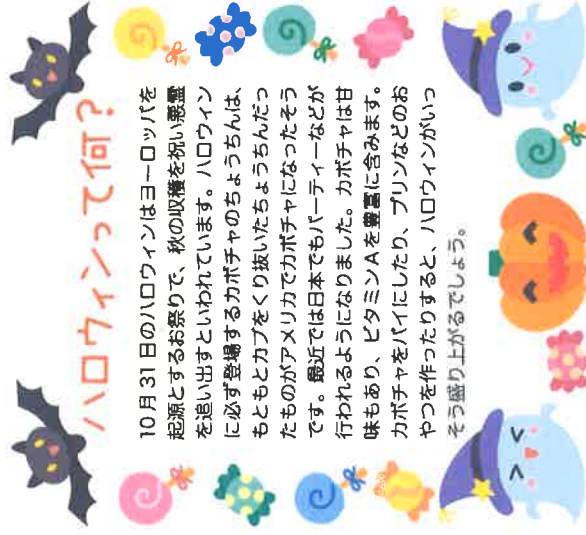 ハロウィンって何?
10月31日のハロウィンはヨーロッパを
起源とするお祭りで、秋の収穫を祝い悪霊
を追い出すといわれています。ハロウィン
に必ず登場するカボチャのちょうちんは、
もともとカブをくり抜いたちょうちんだっ
たものがアメリカでカボチャになったそう
です。最近では日本でもパーティーなどが
行われるようになりました。カボチャは甘
味もあり、ビタミンAを豊富に含みます。
カボチャをパイにしたり、プリンなどのお
やつを作ったりすると、ハロウィンがいっ
そう盛り上がるでしょう。